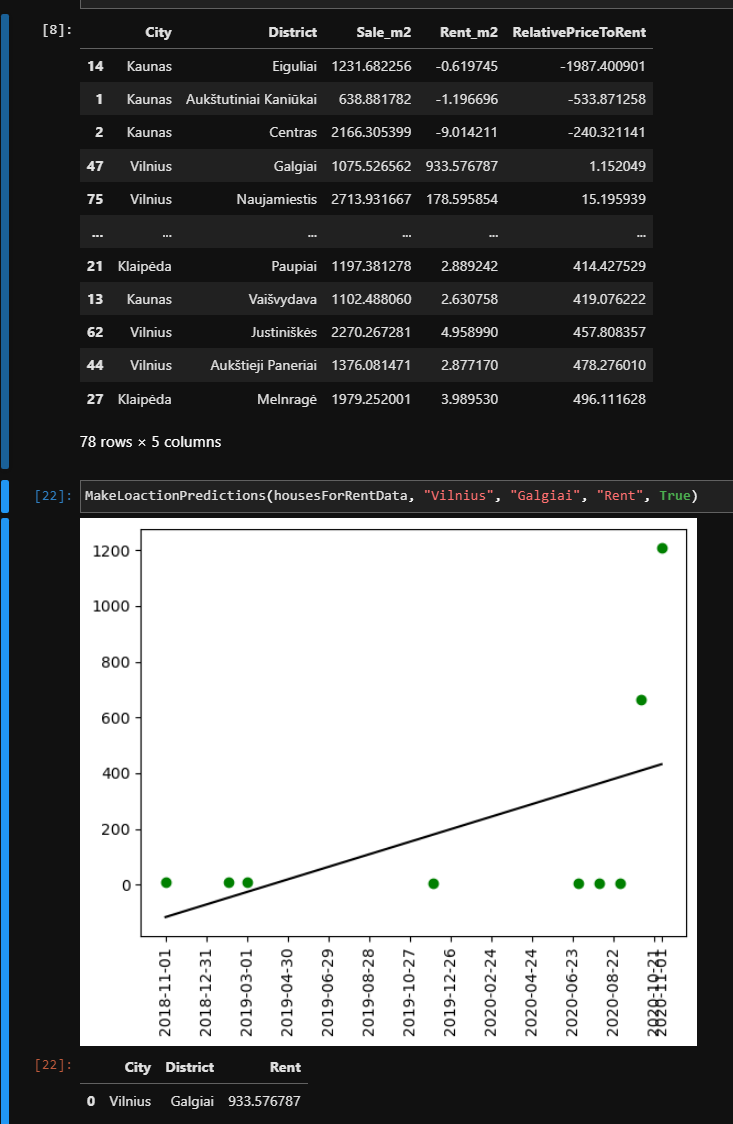 [8]:
City District Sale_m2 Rent_m2 RelativePriceToRent
14 Kaunas Eiguliai 1231.682256 -0.619745 -1987.400901
1 Kaunas Aukštutiniai Kaniūkai 638.881782 -1.196696 -533.871258
2 Kaunas Centras 2166.305399 -9.014211 -240.321141
47 Vilnius Galgiai 1075.526562 933.576787 1.152049
75 Vilnius Naujamiestis 2713.931667 178.595854 15.195939
... ... ... ... ... ...
21 Klaipėda Paupiai 1197.381278 2.889242 414.427529
13 Kaunas Vaišvydava 1102.488060 2.630758 419.076222
62 Vilnius Justiniškės 2270.267281 4.958990 457.808357
44 Vilnius Aukštieji Paneriai 1376.081471 2.877170 478.276010
27 Klaipėda Melnragė 1979.252001 3.989530 496.111628
78 rows × 5 columns
[22]: MakeLoactionPredictions(housesForRentData, "Vilnius", "Galgiai", "Rent", True)
1200
1000
800
600
400
200
0
2018-11-01
2018-12-31
2019-03-01
2019-04-30
2019-06-29
2019-08-28
2019-10-27
2019-12-26
2020-02-24
2020-04-24
2020-06-23
2020-08-22
2020-10-21
2020-11-01
[22]:
City District Rent
0 Vilnius Galgiai 933.576787